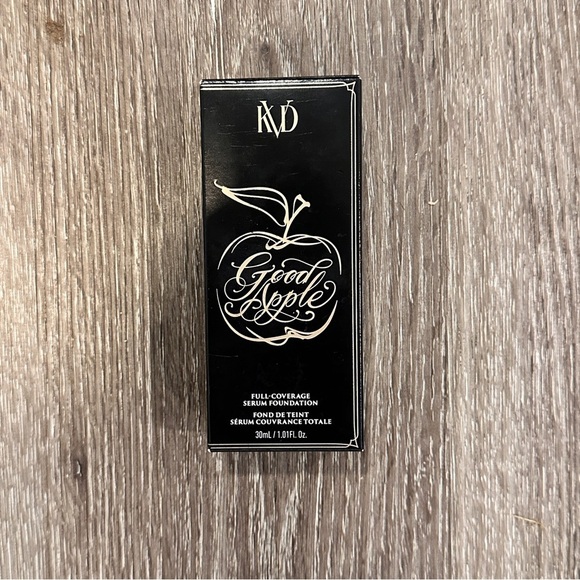 KVD
Good
Apple
FULL-COVERAGE
SERUM FOUNDATION
FOND DE TEINT
SÉRUM COUVRANCE TOTALE
30mL / 1.01FL. Oz.